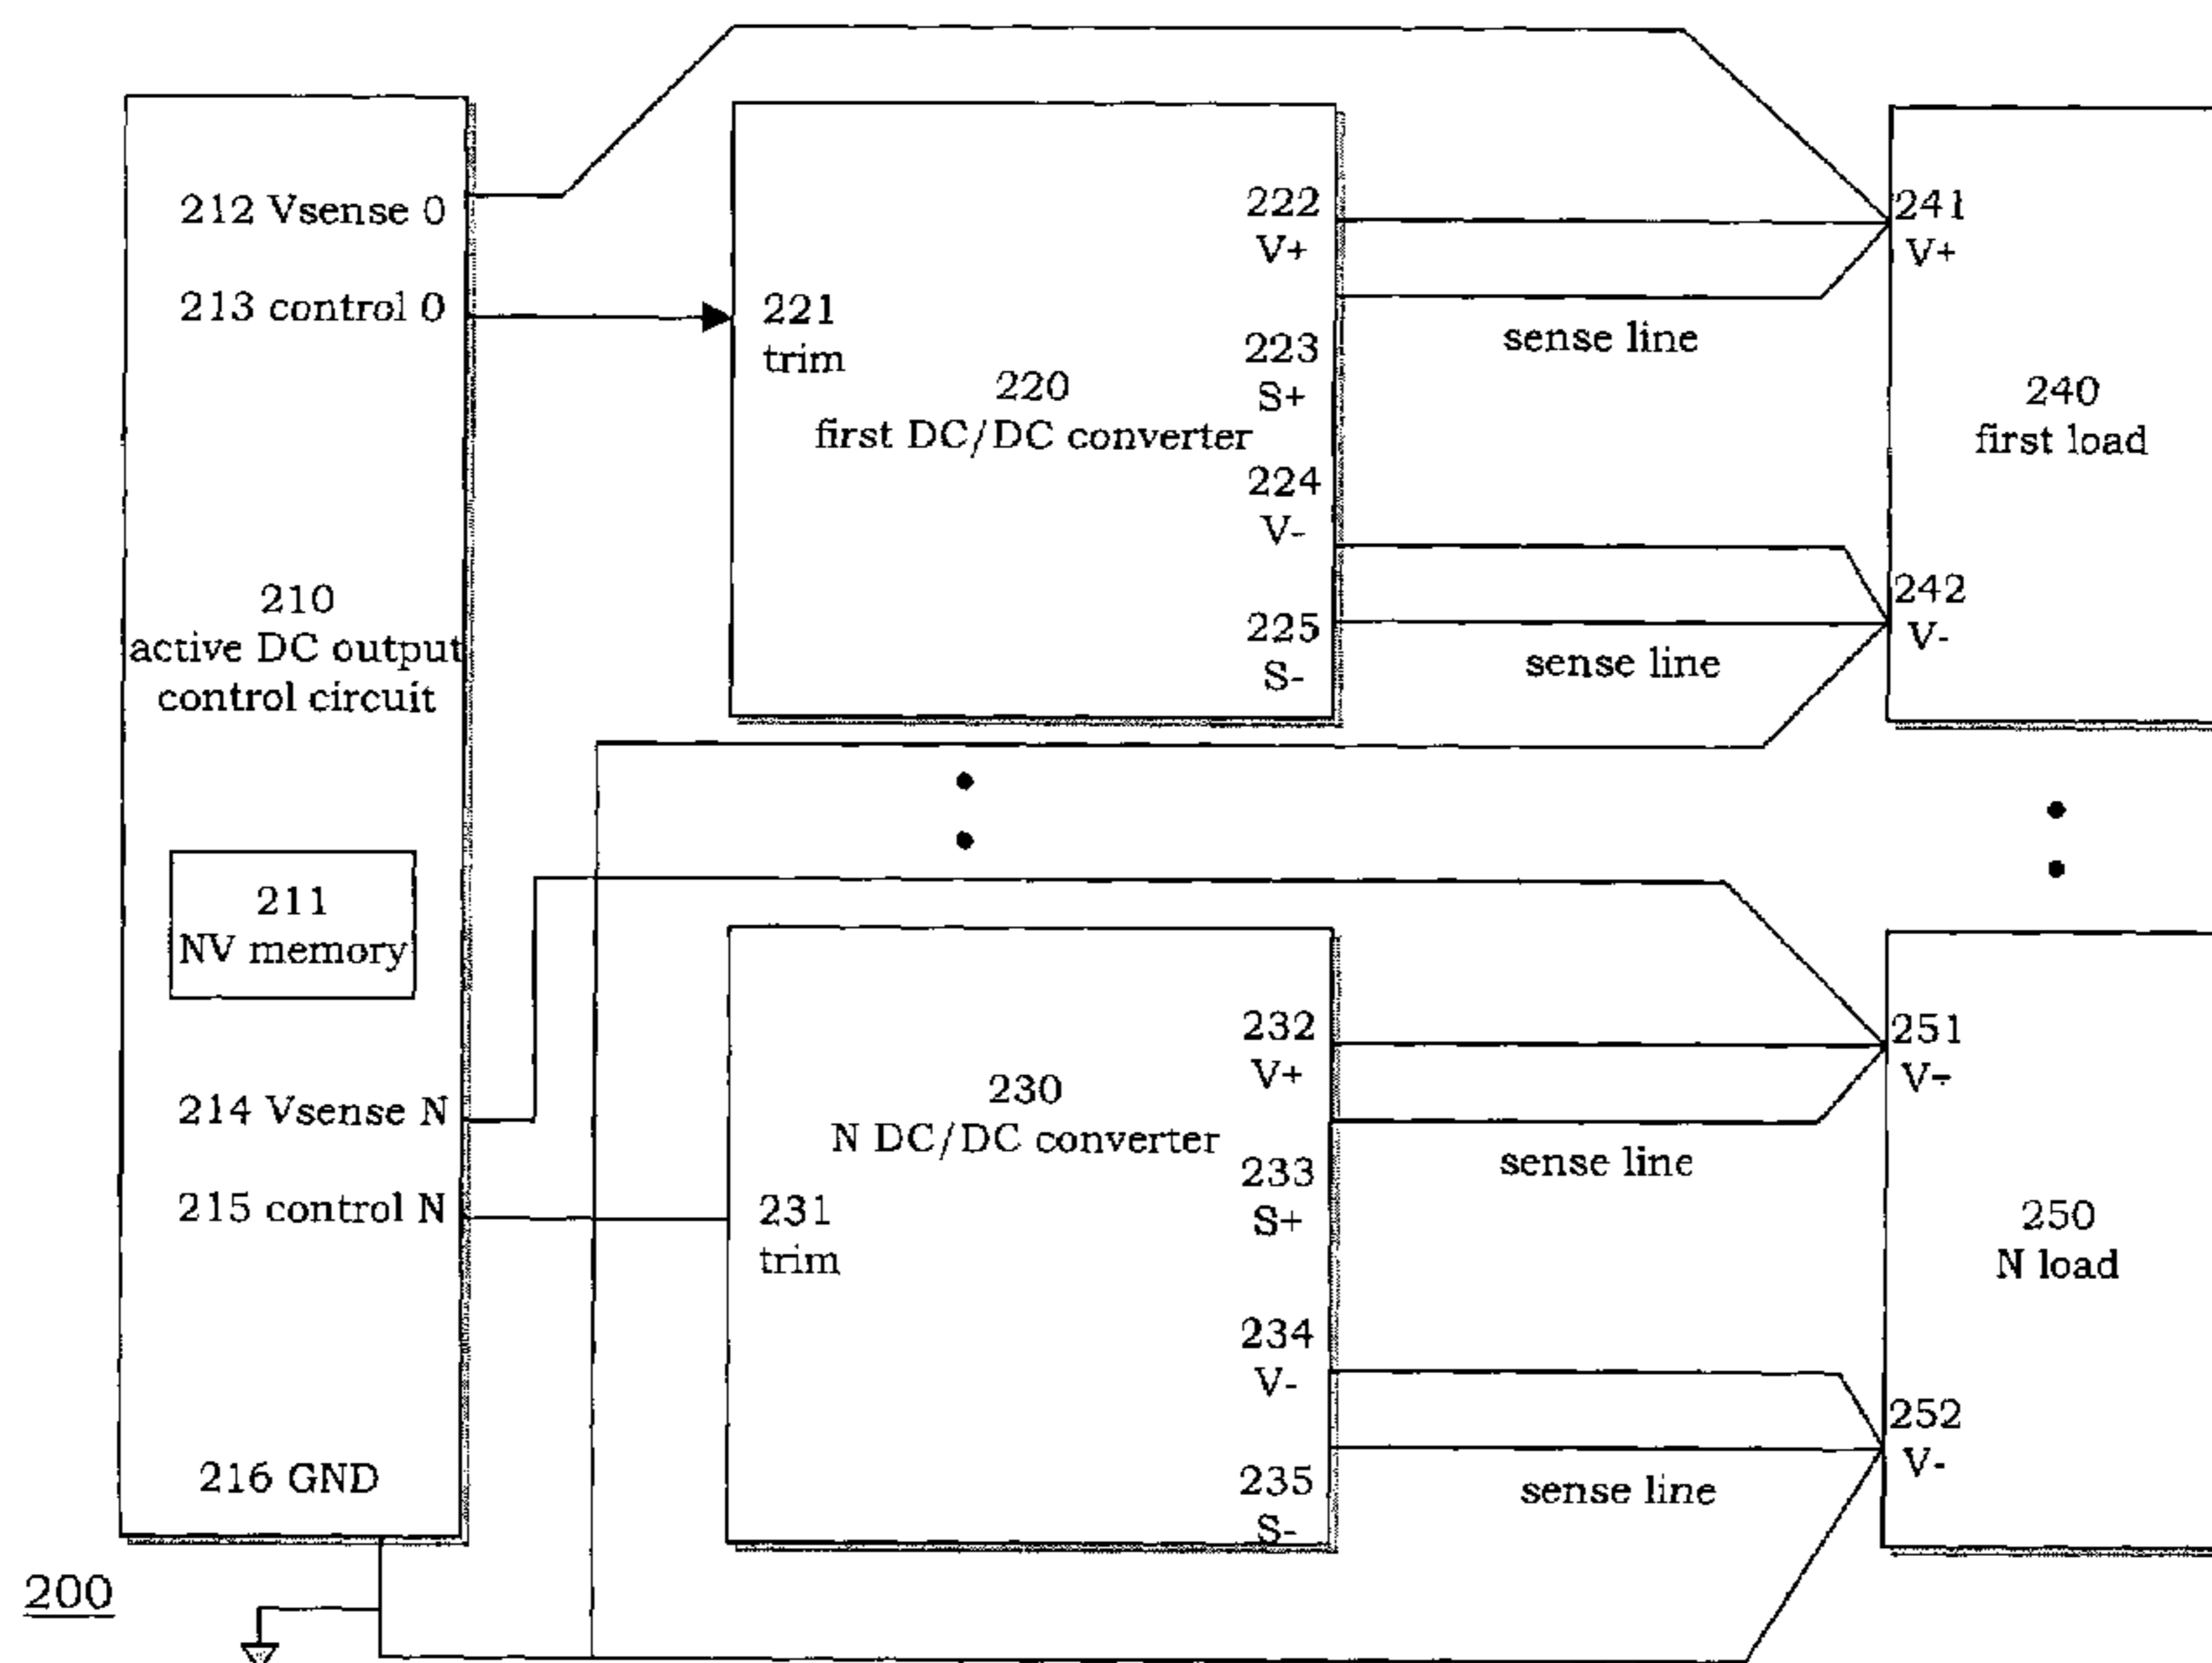 212 Vsense 0
213 control 0
210
active DC output
control circuit
211
NV memory
214 Vsense N
215 control N
216 GND
200
221
trim
220
first DC/DC converter
222
V+
223
S+
224
V-
225
S-
sense line
sense line
241
V+
240
first load
242
V-
231
trim
230
N DC/DC converter
232
V+
233
S+
234
V-
235
S-
sense line
sense line
251
V+
250
N load
252
V-